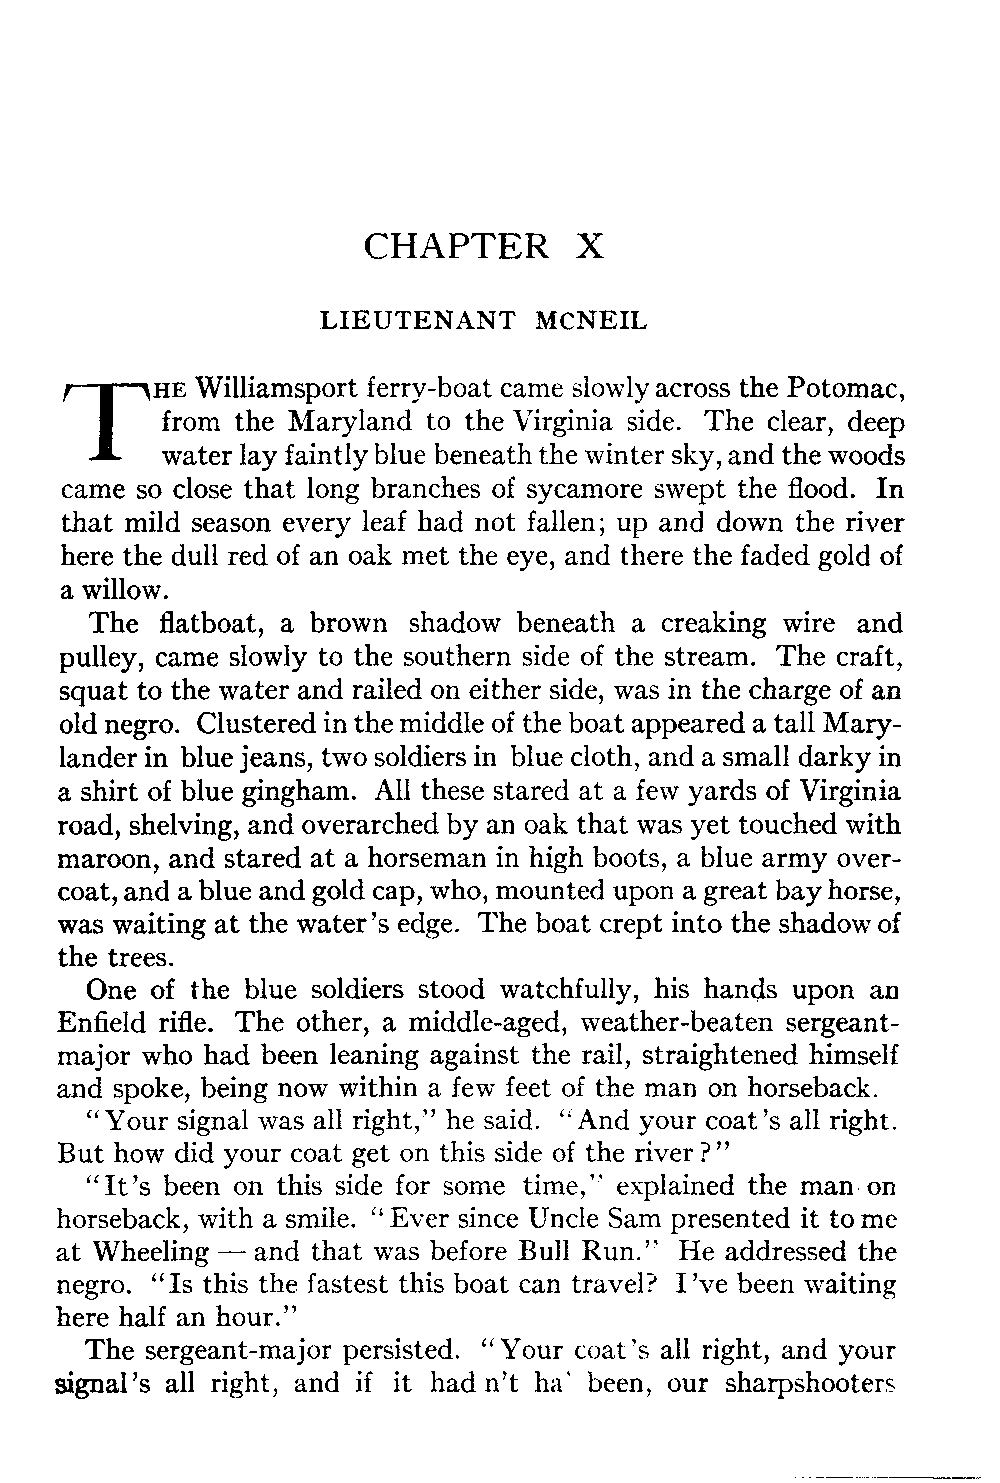 CHAPTER X
LIEUTENANT MCNEIL
THE Williamsport ferry-boat came slowly across the Potomac,
from the Maryland to the Virginia side. The clear, deep
water lay faintly blue beneath the winter sky, and the woods
came so close that long branches of sycamore swept the flood. In
that mild season every leaf had not fallen; up and down the river
here the dull red of an oak met the eye, and there the faded gold of
a willow.
The flatboat, a brown shadow beneath a creaking wire and
pulley, came slowly to the southern side of the stream. The craft,
squat to the water and railed on either side, was in the charge of an
old negro. Clustered in the middle of the boat appeared a tall Mary-
lander in blue jeans, two soldiers in blue cloth, and a small darky in
a shirt of blue gingham. All these stared at a few yards of Virginia
road, shelving, and overarched by an oak that was yet touched with
maroon, and stared at a horseman in high boots, a blue army over-
coat, and a blue and gold cap, who, mounted upon a great bay horse,
was waiting at the water's edge. The boat crept into the shadow of
the trees.
One of the blue soldiers stood watchfully, his hands upon an
Enfield rifle. The other, a middle-aged, weather-beaten sergeant-
major who had been leaning against the rail, straightened himself
and spoke, being now within a few feet of the man on horseback.
"Your signal was all right," he said. "And your coat's all right.
But how did your coat get on this side of the river?"
"It's been on this side for some time," explained the man on
horseback, with a smile. "Ever since Uncle Sam presented it to me
at Wheeling — and that was before Bull Run." He addressed the
negro. "Is this the fastest this boat can travel? I've been waiting
here half an hour."
The sergeant-major persisted. "Your coat's all right, and your
signal's all right, and if it had n't ha' been, our sharpshooters